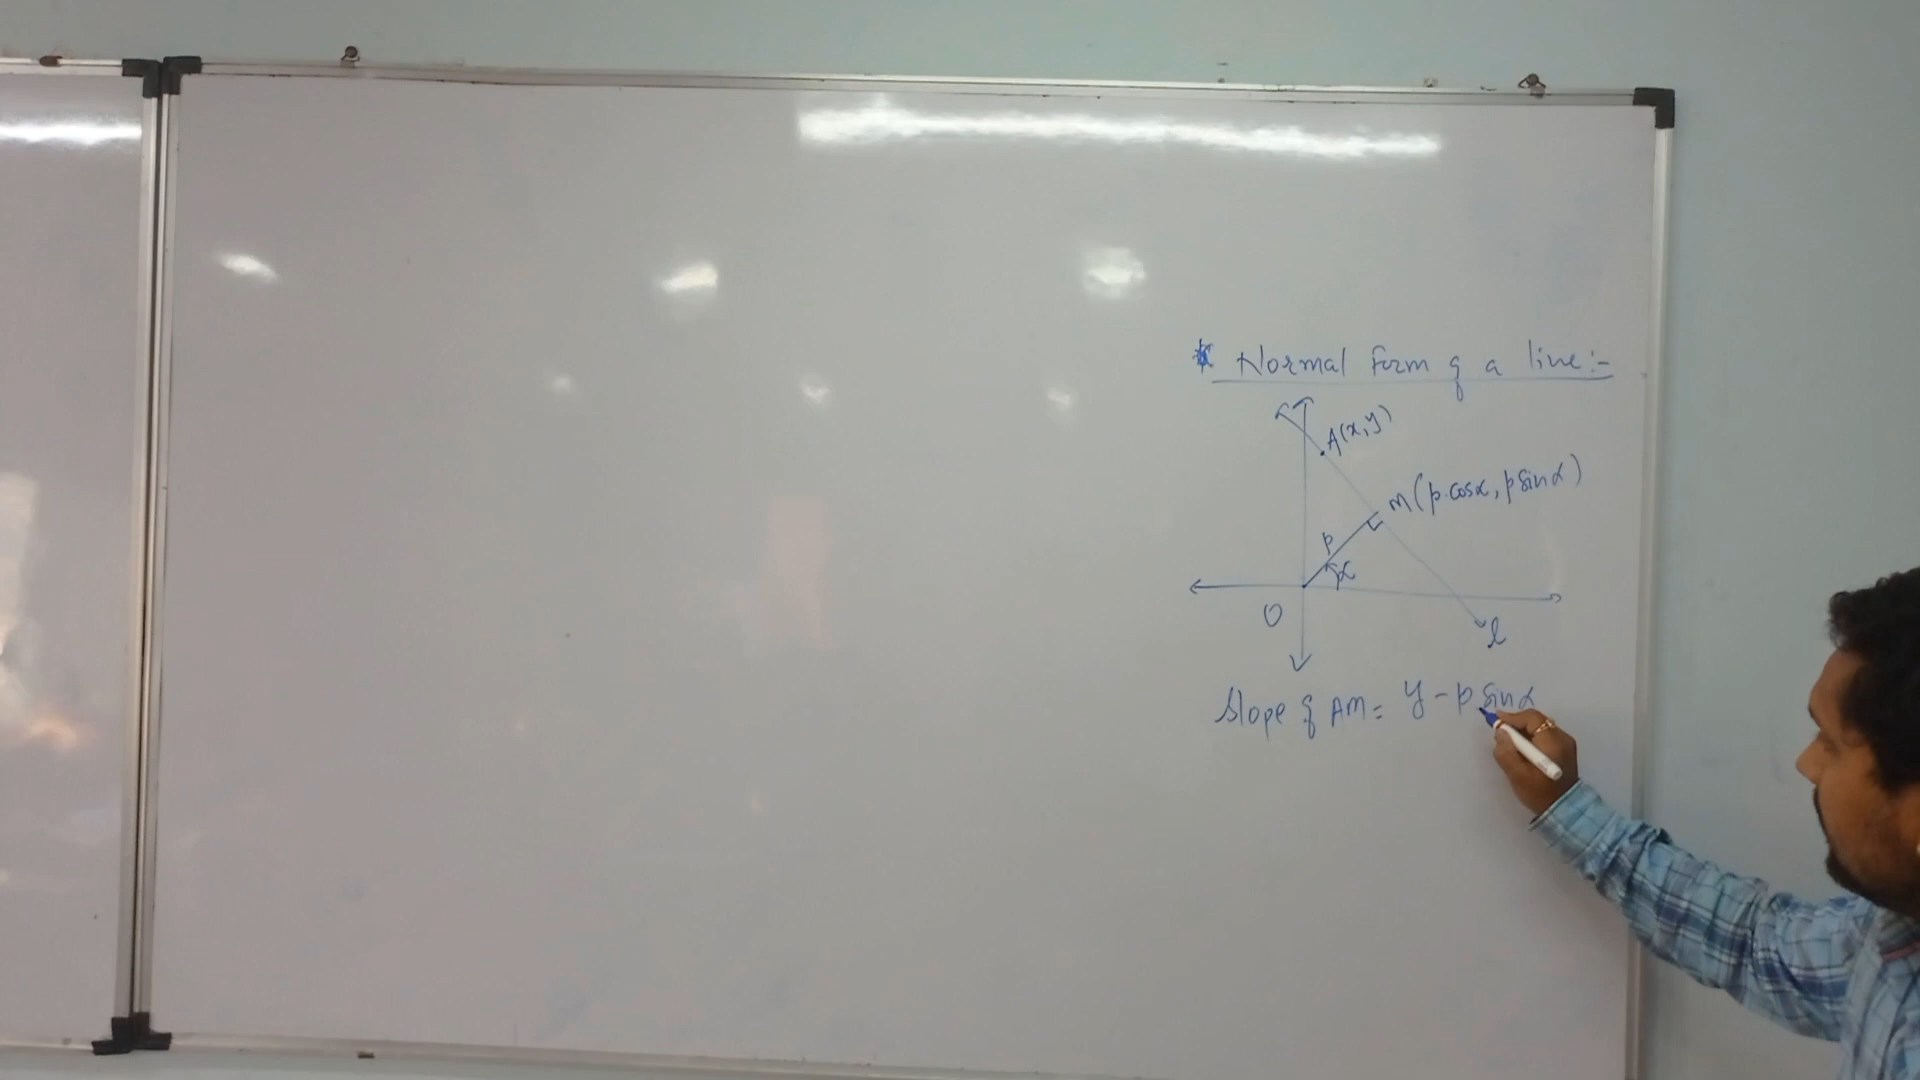 * Normal Form of a line:-
A(x,y)
M(p.cosα, p sinα)
p
α
O
l
Slope of AM = y - p sinα